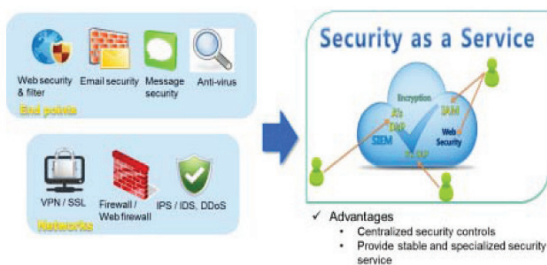 Web security
& filter
Email security
Message
security
Anti-virus
End points
VPN / SSL
Firewall /
Web firewall
IPS / IDS, DDoS
Networks
Security as a Service
Encryption
IAM
SIEM
Web
Security
✓ Advantages
• Centralized security controls
• Provide stable and specialized security
service